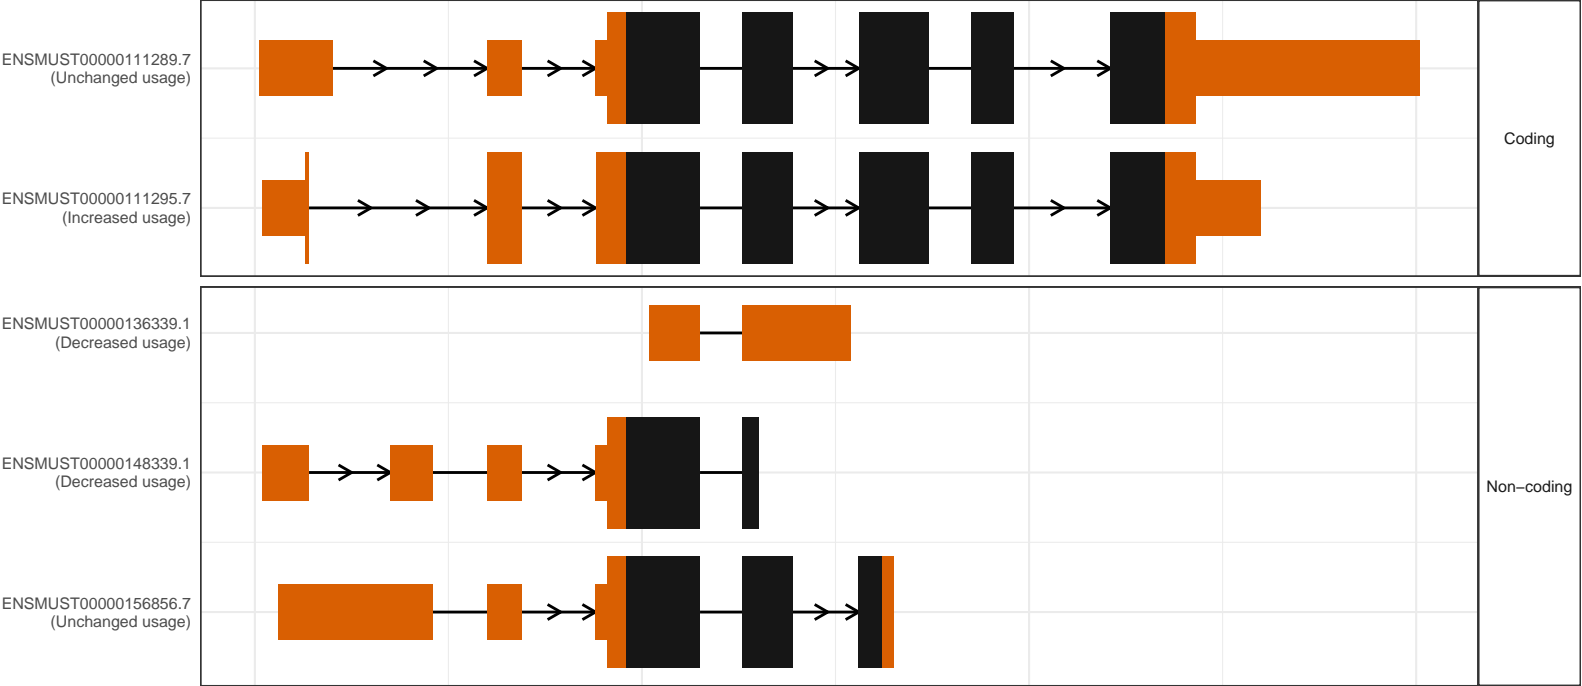 ENSMUST00000111289.7
(Unchanged usage)
ENSMUST00000111295.7
(Increased usage)
Coding
ENSMUST00000136339.1
(Decreased usage)
ENSMUST00000148339.1
(Decreased usage)
ENSMUST00000156856.7
(Unchanged usage)
Non−coding